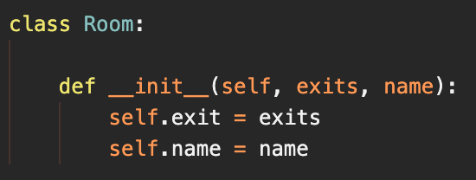 class Room:
    def __init__(self, exits, name):
        self.exit = exits
        self.name = name